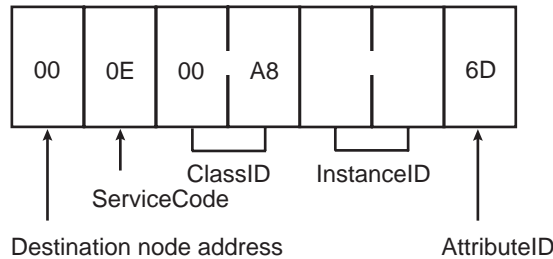 00 0E 00 A8 6D
ClassID InstanceID
ServiceCode
Destination node address AttributeID